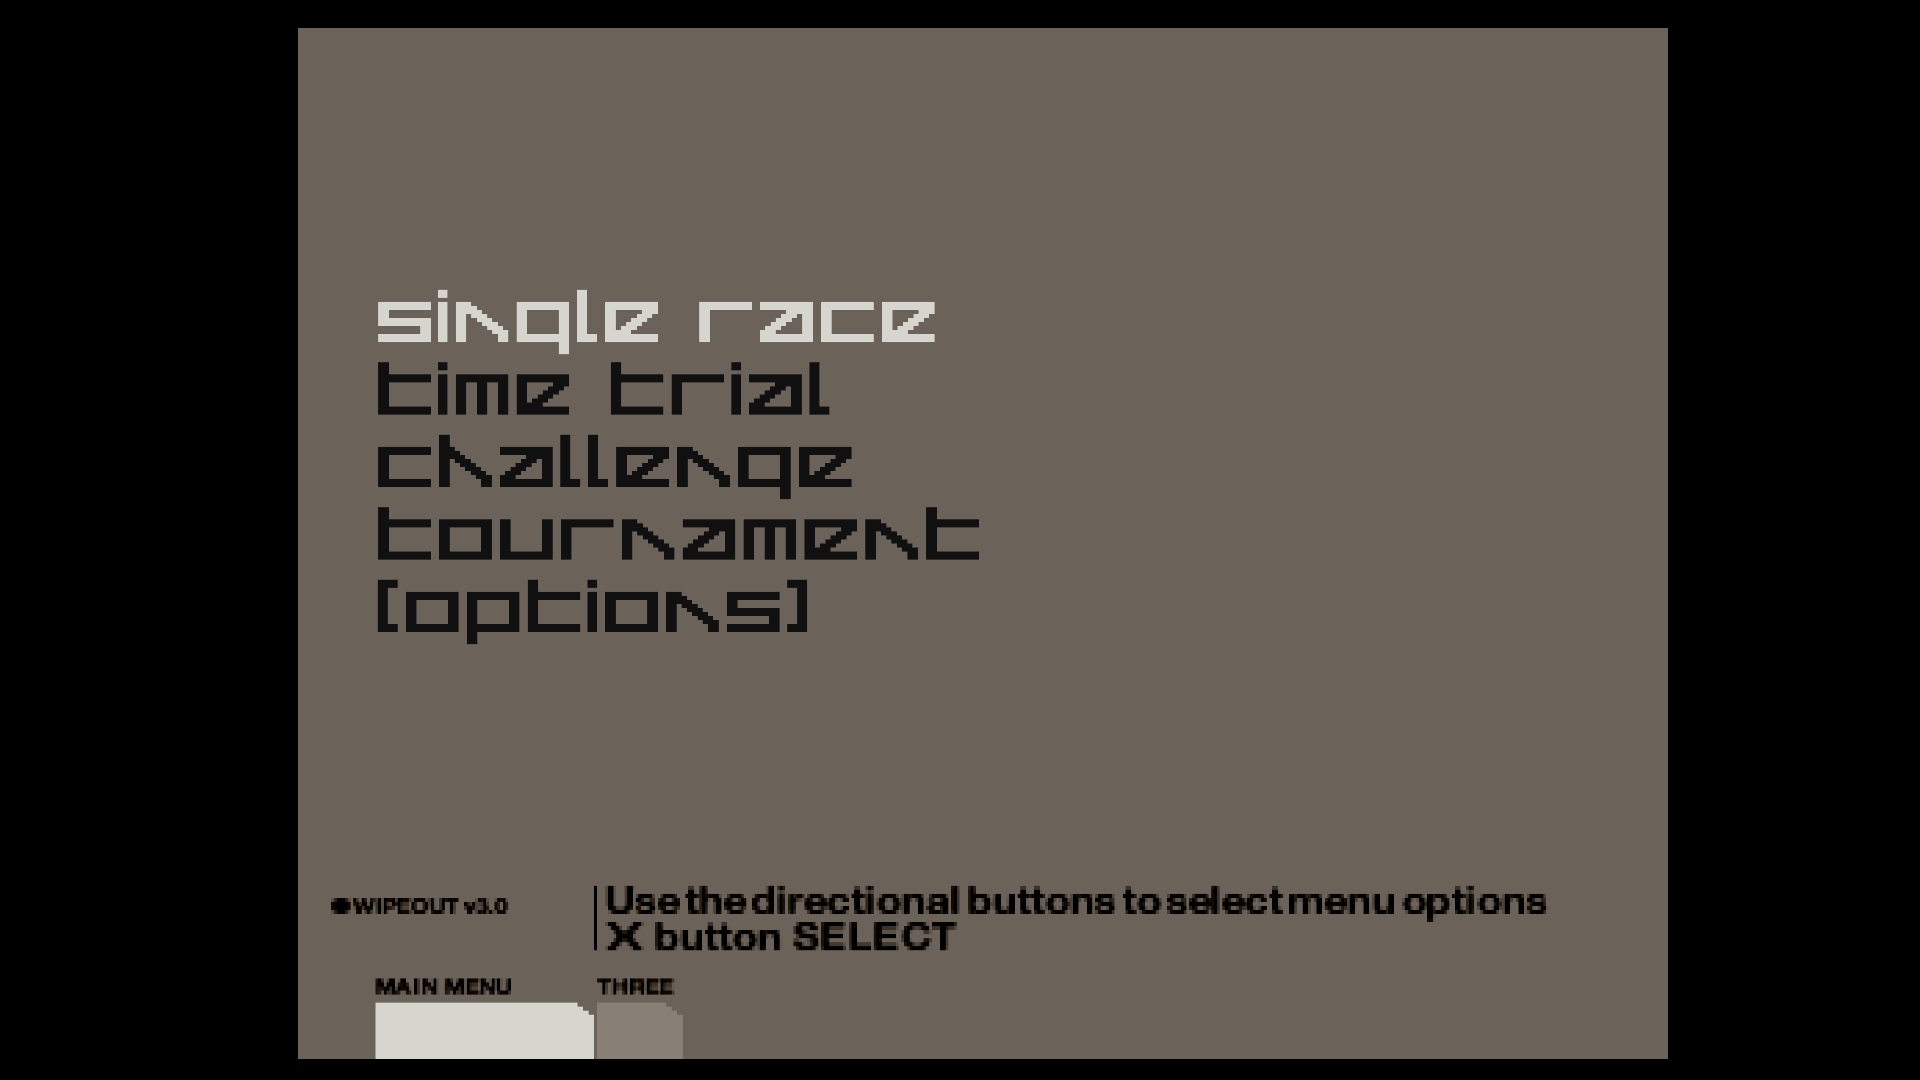 single race
time trial
challenge
tournament
[options]
WIPEOUT v3.0
Use the directional buttons to select menu options
X button SELECT
MAIN MENU
THREE